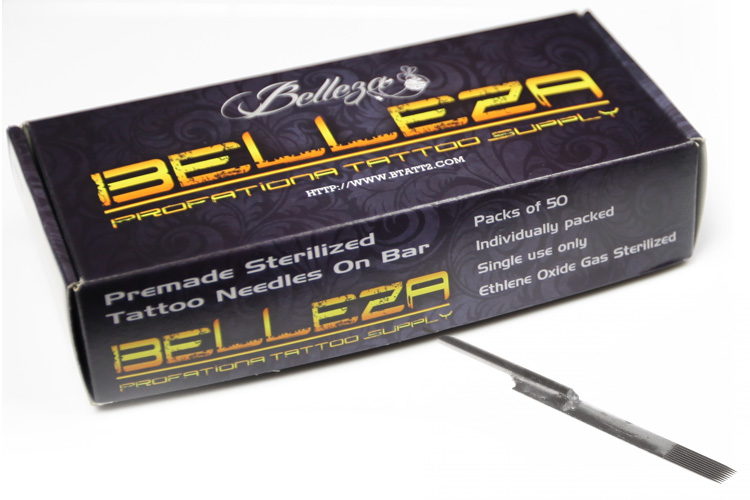 Belleza
BELLEZA
PROFATIONA TATTOO SUPPLY
HTTP://WWW.BTATT2.COM
Premade Sterilized
Tattoo Needles On Bar
BELLEZA
PROFATIONA TATTOO SUPPLY
Packs of 50
Individually packed
Single use only
Ethlene Oxide Gas Sterilized